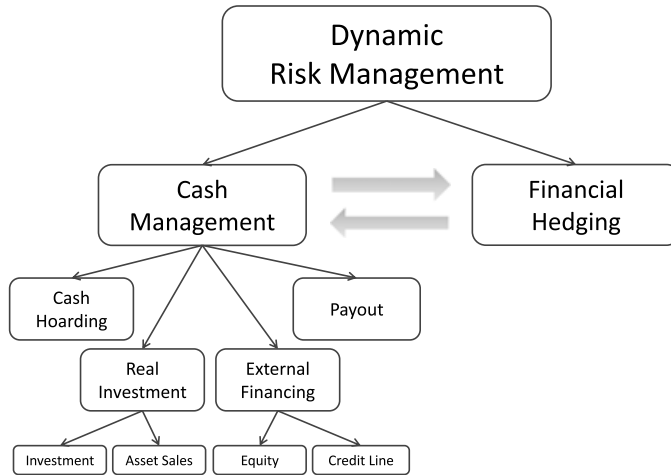 Dynamic
Risk Management
Cash
Management
Financial
Hedging
Cash
Hoarding
Payout
Real
Investment
External
Financing
Investment
Asset Sales
Equity
Credit Line